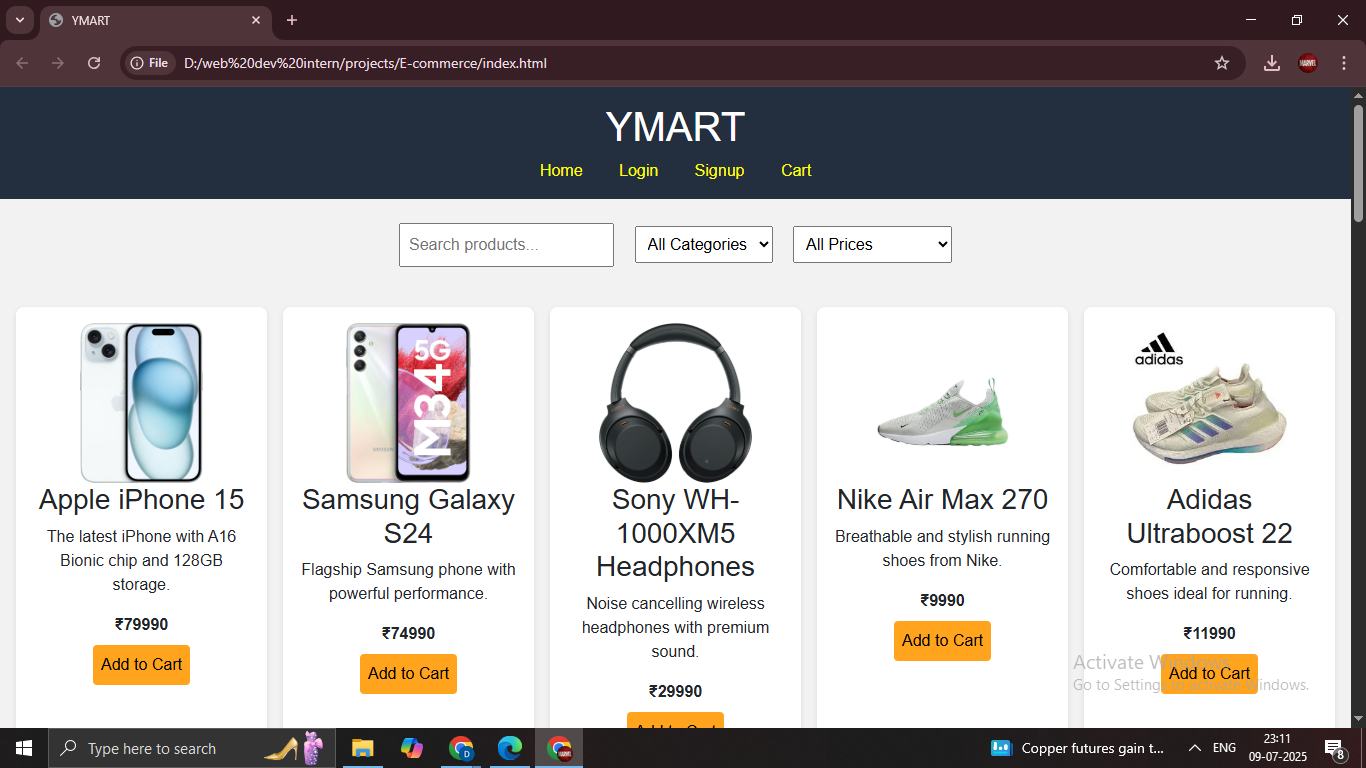 YMART
File
D:/web%20dev%20intern/projects/E-commerce/index.html
MARVEL
YMART
Home Login Signup Cart
Search products...
All Categories
All Prices
5G
M34
SAMSUNG
adidas
Apple iPhone 15
The latest iPhone with A16
Bionic chip and 128GB
storage.
₹79990
Add to Cart
Samsung Galaxy
S24
Flagship Samsung phone with
powerful performance.
₹74990
Add to Cart
Sony WH-
1000XM5
Headphones
Noise cancelling wireless
headphones with premium
sound.
₹29990
Add to Cart
Nike Air Max 270
Breathable and stylish running
shoes from Nike.
₹9990
Add to Cart
Adidas
Ultraboost 22
Comfortable and responsive
shoes ideal for running.
₹11990
Add to Cart
Activate Windows
Go to Settings to activate Windows.
Type here to search
D
Copper futures gain t...
ENG
23:11
09-07-2025
8